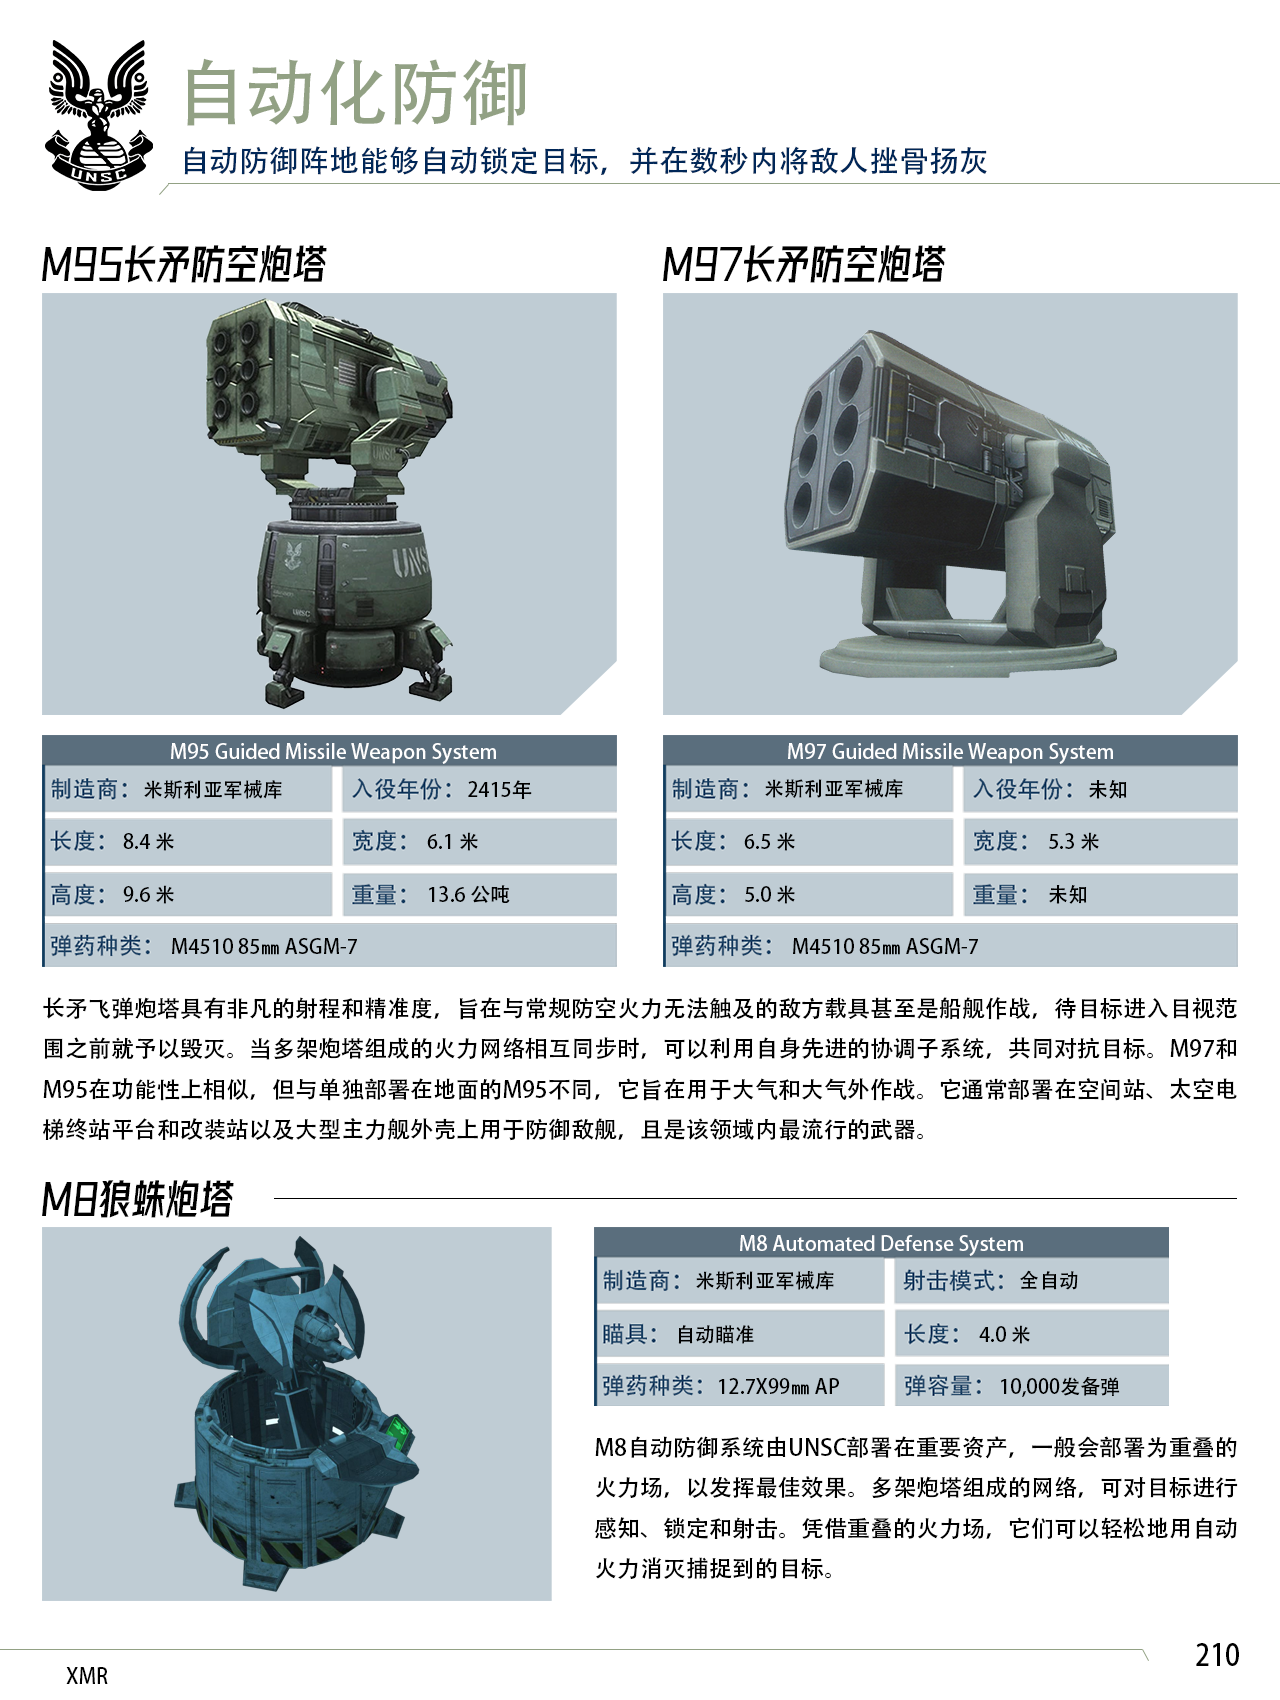 自动化防御
自动防御阵地能够自动锁定目标，并在数秒内将敌人挫骨扬灰
UNSC
M95长矛防空炮塔
M97长矛防空炮塔
UNSC
UNSC
UNSC
M95 Guided Missile Weapon System
制造商：米斯利亚军械库 入役年份：2415年
长度：8.4 米 宽度：6.1 米
高度：9.6 米 重量：13.6 公吨
弹药种类：M4510 85㎜ ASGM-7
M97 Guided Missile Weapon System
制造商：米斯利亚军械库 入役年份：未知
长度：6.5 米 宽度：5.3 米
高度：5.0 米 重量：未知
弹药种类：M4510 85㎜ ASGM-7
长矛飞弹炮塔具有非凡的射程和精准度，旨在与常规防空火力无法触及的敌方载具甚至是船舰作战，待目标进入目视范
围之前就予以毁灭。当多架炮塔组成的火力网络相互同步时，可以利用自身先进的协调子系统，共同对抗目标。M97和
M95在功能性上相似，但与单独部署在地面的M95不同，它旨在用于大气和大气外作战。它通常部署在空间站、太空电
梯终站平台和改装站以及大型主力舰外壳上用于防御敌舰，且是该领域内最流行的武器。
M8狼蛛炮塔
M8 Automated Defense System
制造商：米斯利亚军械库 射击模式：全自动
瞄具：自动瞄准 长度：4.0 米
弹药种类：12.7X99㎜ AP 弹容量：10,000发备弹
M8自动防御系统由UNSC部署在重要资产，一般会部署为重叠的
火力场，以发挥最佳效果。多架炮塔组成的网络，可对目标进行
感知、锁定和射击。凭借重叠的火力场，它们可以轻松地用自动
火力消灭捕捉到的目标。
210
XMR